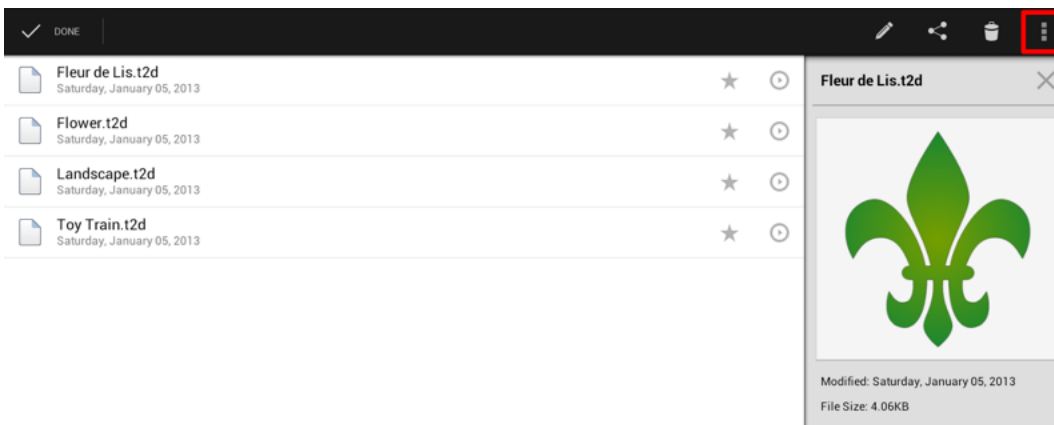 DONE
Fleur de Lis.t2d
Saturday, January 05, 2013
Flower.t2d
Saturday, January 05, 2013
Landscape.t2d
Saturday, January 05, 2013
Toy Train.t2d
Saturday, January 05, 2013
Fleur de Lis.t2d
Modified: Saturday, January 05, 2013
File Size: 4.06KB